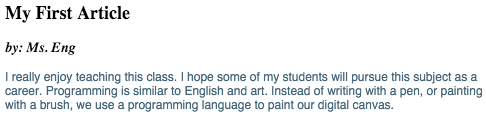 My First Article
by: Ms. Eng
I really enjoy teaching this class. I hope some of my students will pursue this subject as a
career. Programming is similar to English and art. Instead of writing with a pen, or painting
with a brush, we use a programming language to paint our digital canvas.